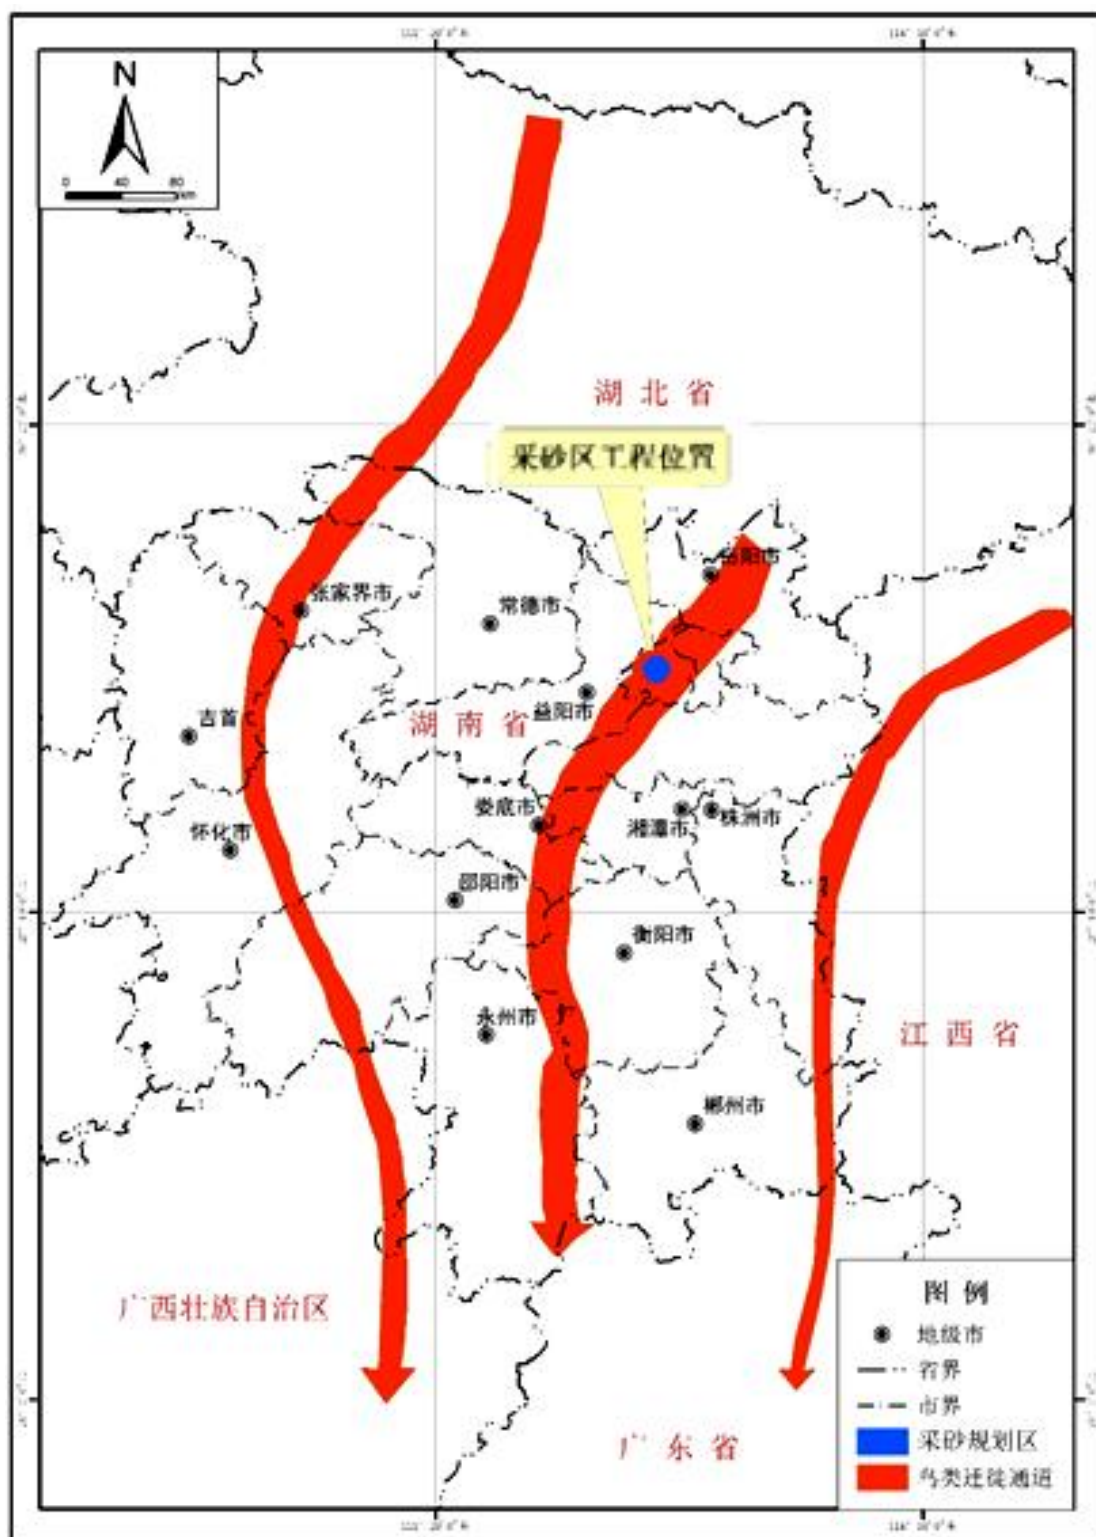 N
0 40 80
km
湖北省
采砂区工程位置
岳阳市
张家界市
常德市
益阳市
湖南省
吉首
娄底市
湘潭市
株洲市
怀化市
邵阳市
衡阳市
永州市
江西省
郴州市
广西壮族自治区
广东省
图例
地级市
省界
市界
采砂规划区
鸟类迁徙通道